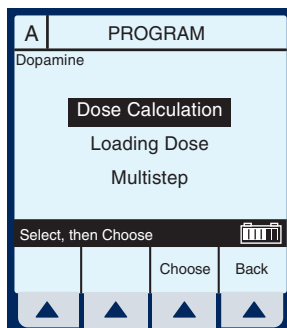 A PROGRAM
Dopamine
Dose Calculation
Loading Dose
Multistep
Select, then Choose
Choose Back